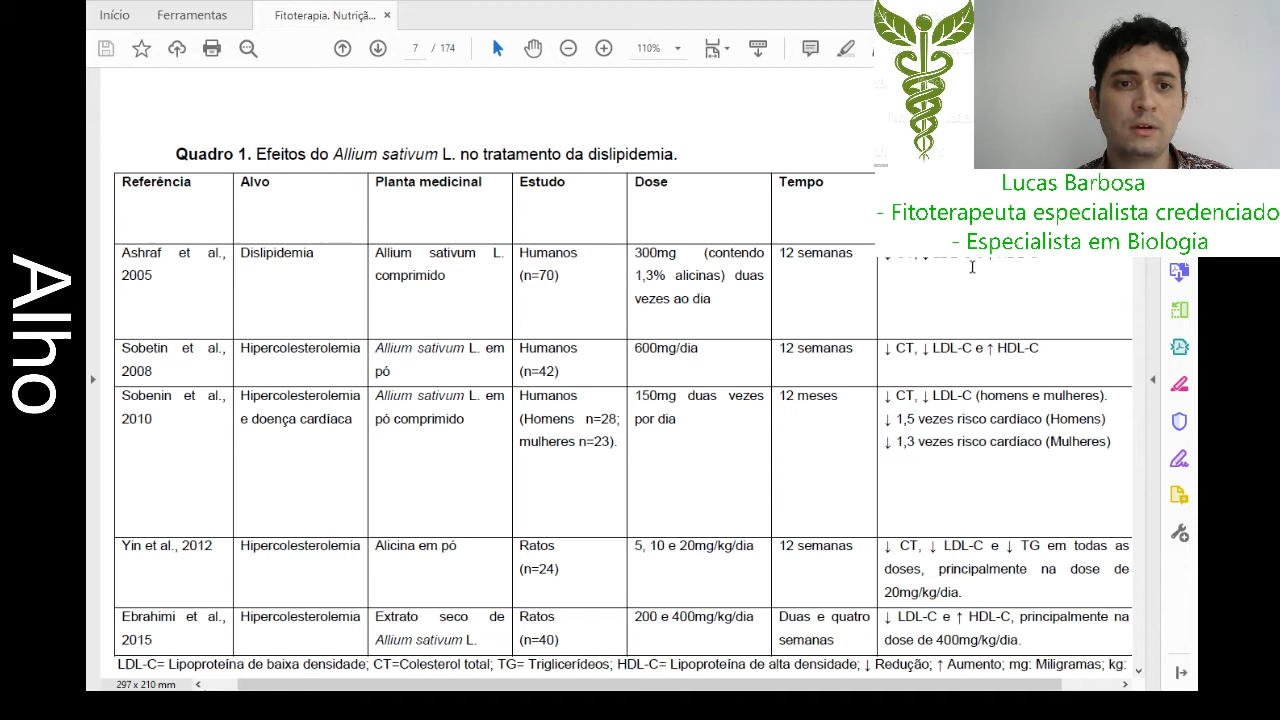 Início Ferramentas Fitoterapia. Nutriçã... ×
7 / 174 110%
Quadro 1. Efeitos do Allium sativum L. no tratamento da dislipidemia.
Referência Alvo Planta medicinal Estudo Dose Tempo
Ashraf et al., Dislipidemia Allium sativum L. Humanos 300mg (contendo 12 semanas
2005 comprimido (n=70) 1,3% alicinas) duas
vezes ao dia
Sobetin et al., Hipercolesterolemia Allium sativum L. em Humanos 600mg/dia 12 semanas ↓ CT, ↓ LDL-C e ↑ HDL-C
2008 pó (n=42)
Sobenin et al., Hipercolesterolemia Allium sativum L. em Humanos 150mg duas vezes 12 meses ↓ CT, ↓ LDL-C (homens e mulheres).
2010 e doença cardíaca pó comprimido (Homens n=28; por dia ↓ 1,5 vezes risco cardíaco (Homens)
mulheres n=23). ↓ 1,3 vezes risco cardíaco (Mulheres)
Yin et al., 2012 Hipercolesterolemia Alicina em pó Ratos 5, 10 e 20mg/kg/dia 12 semanas ↓ CT, ↓ LDL-C e ↓ TG em todas as
(n=24) doses, principalmente na dose de
20mg/kg/dia.
Ebrahimi et al., Hipercolesterolemia Extrato seco de Ratos 200 e 400mg/kg/dia Duas e quatro ↓ LDL-C e ↑ HDL-C, principalmente na
2015 Allium sativum L. (n=40) semanas dose de 400mg/kg/dia.
LDL-C= Lipoproteína de baixa densidade; CT=Colesterol total; TG= Triglicerídeos; HDL-C= Lipoproteína de alta densidade; ↓ Redução; ↑ Aumento; mg: Miligramas; kg:
297 x 210 mm
Lucas Barbosa
- Fitoterapeuta especialista credenciado
- Especialista em Biologia
Alho